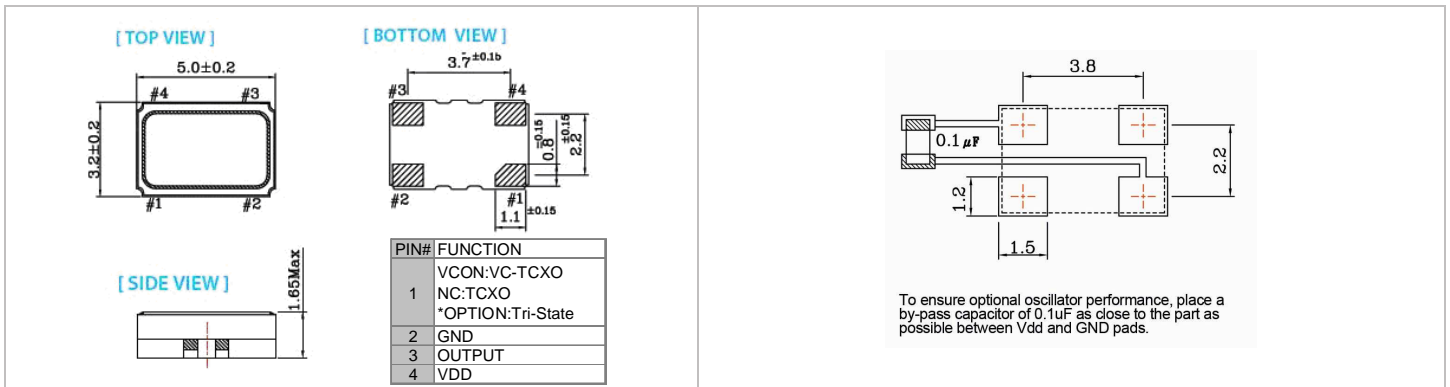 [ TOP VIEW ]
5.0±0.2
#4
#3
3.2±0.2
#1
#2
[ BOTTOM VIEW ]
3.7±0.15
#3
#4
0.8
±0.15
2.2
±0.15
#2
#1
1.1 ±0.15
[ SIDE VIEW ]
1.65Max
PIN# FUNCTION
1
VCON:VC-TCXO
NC:TCXO
*OPTION:Tri-State
2 GND
3 OUTPUT
4 VDD
3.8
0.1 μF
2.2
1.2
1.5
To ensure optional oscillator performance, place a
by-pass capacitor of 0.1uF as close to the part as
possible between Vdd and GND pads.